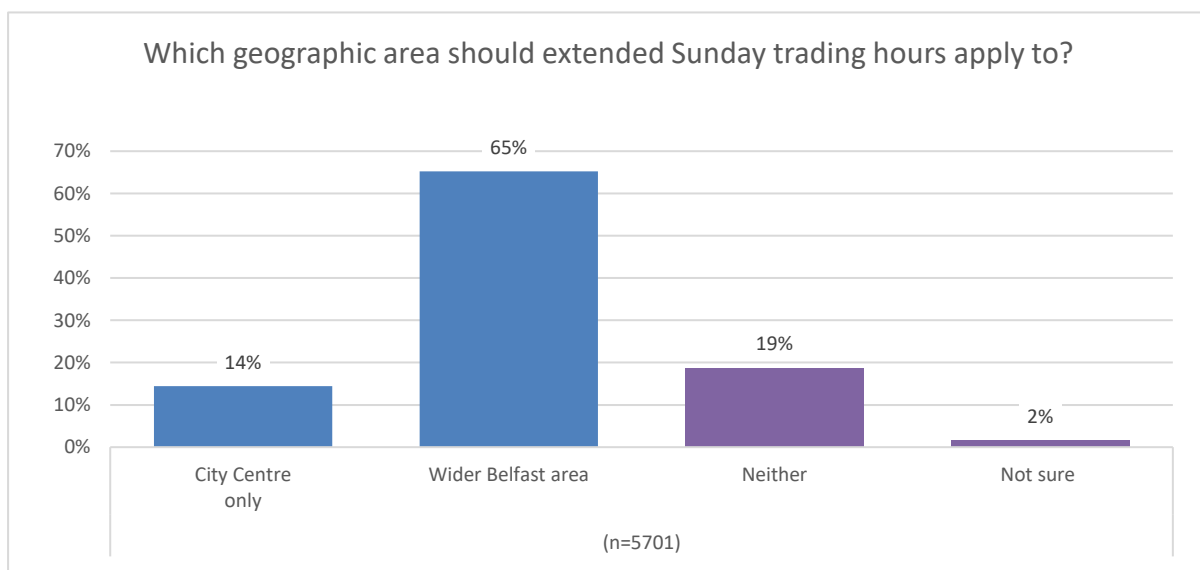 Which geographic area should extended Sunday trading hours apply to?
70%
60%
50%
40%
30%
20%
10%
0%
14%
65%
19%
2%
City Centre
only
Wider Belfast area
Neither
Not sure
(n=5701)